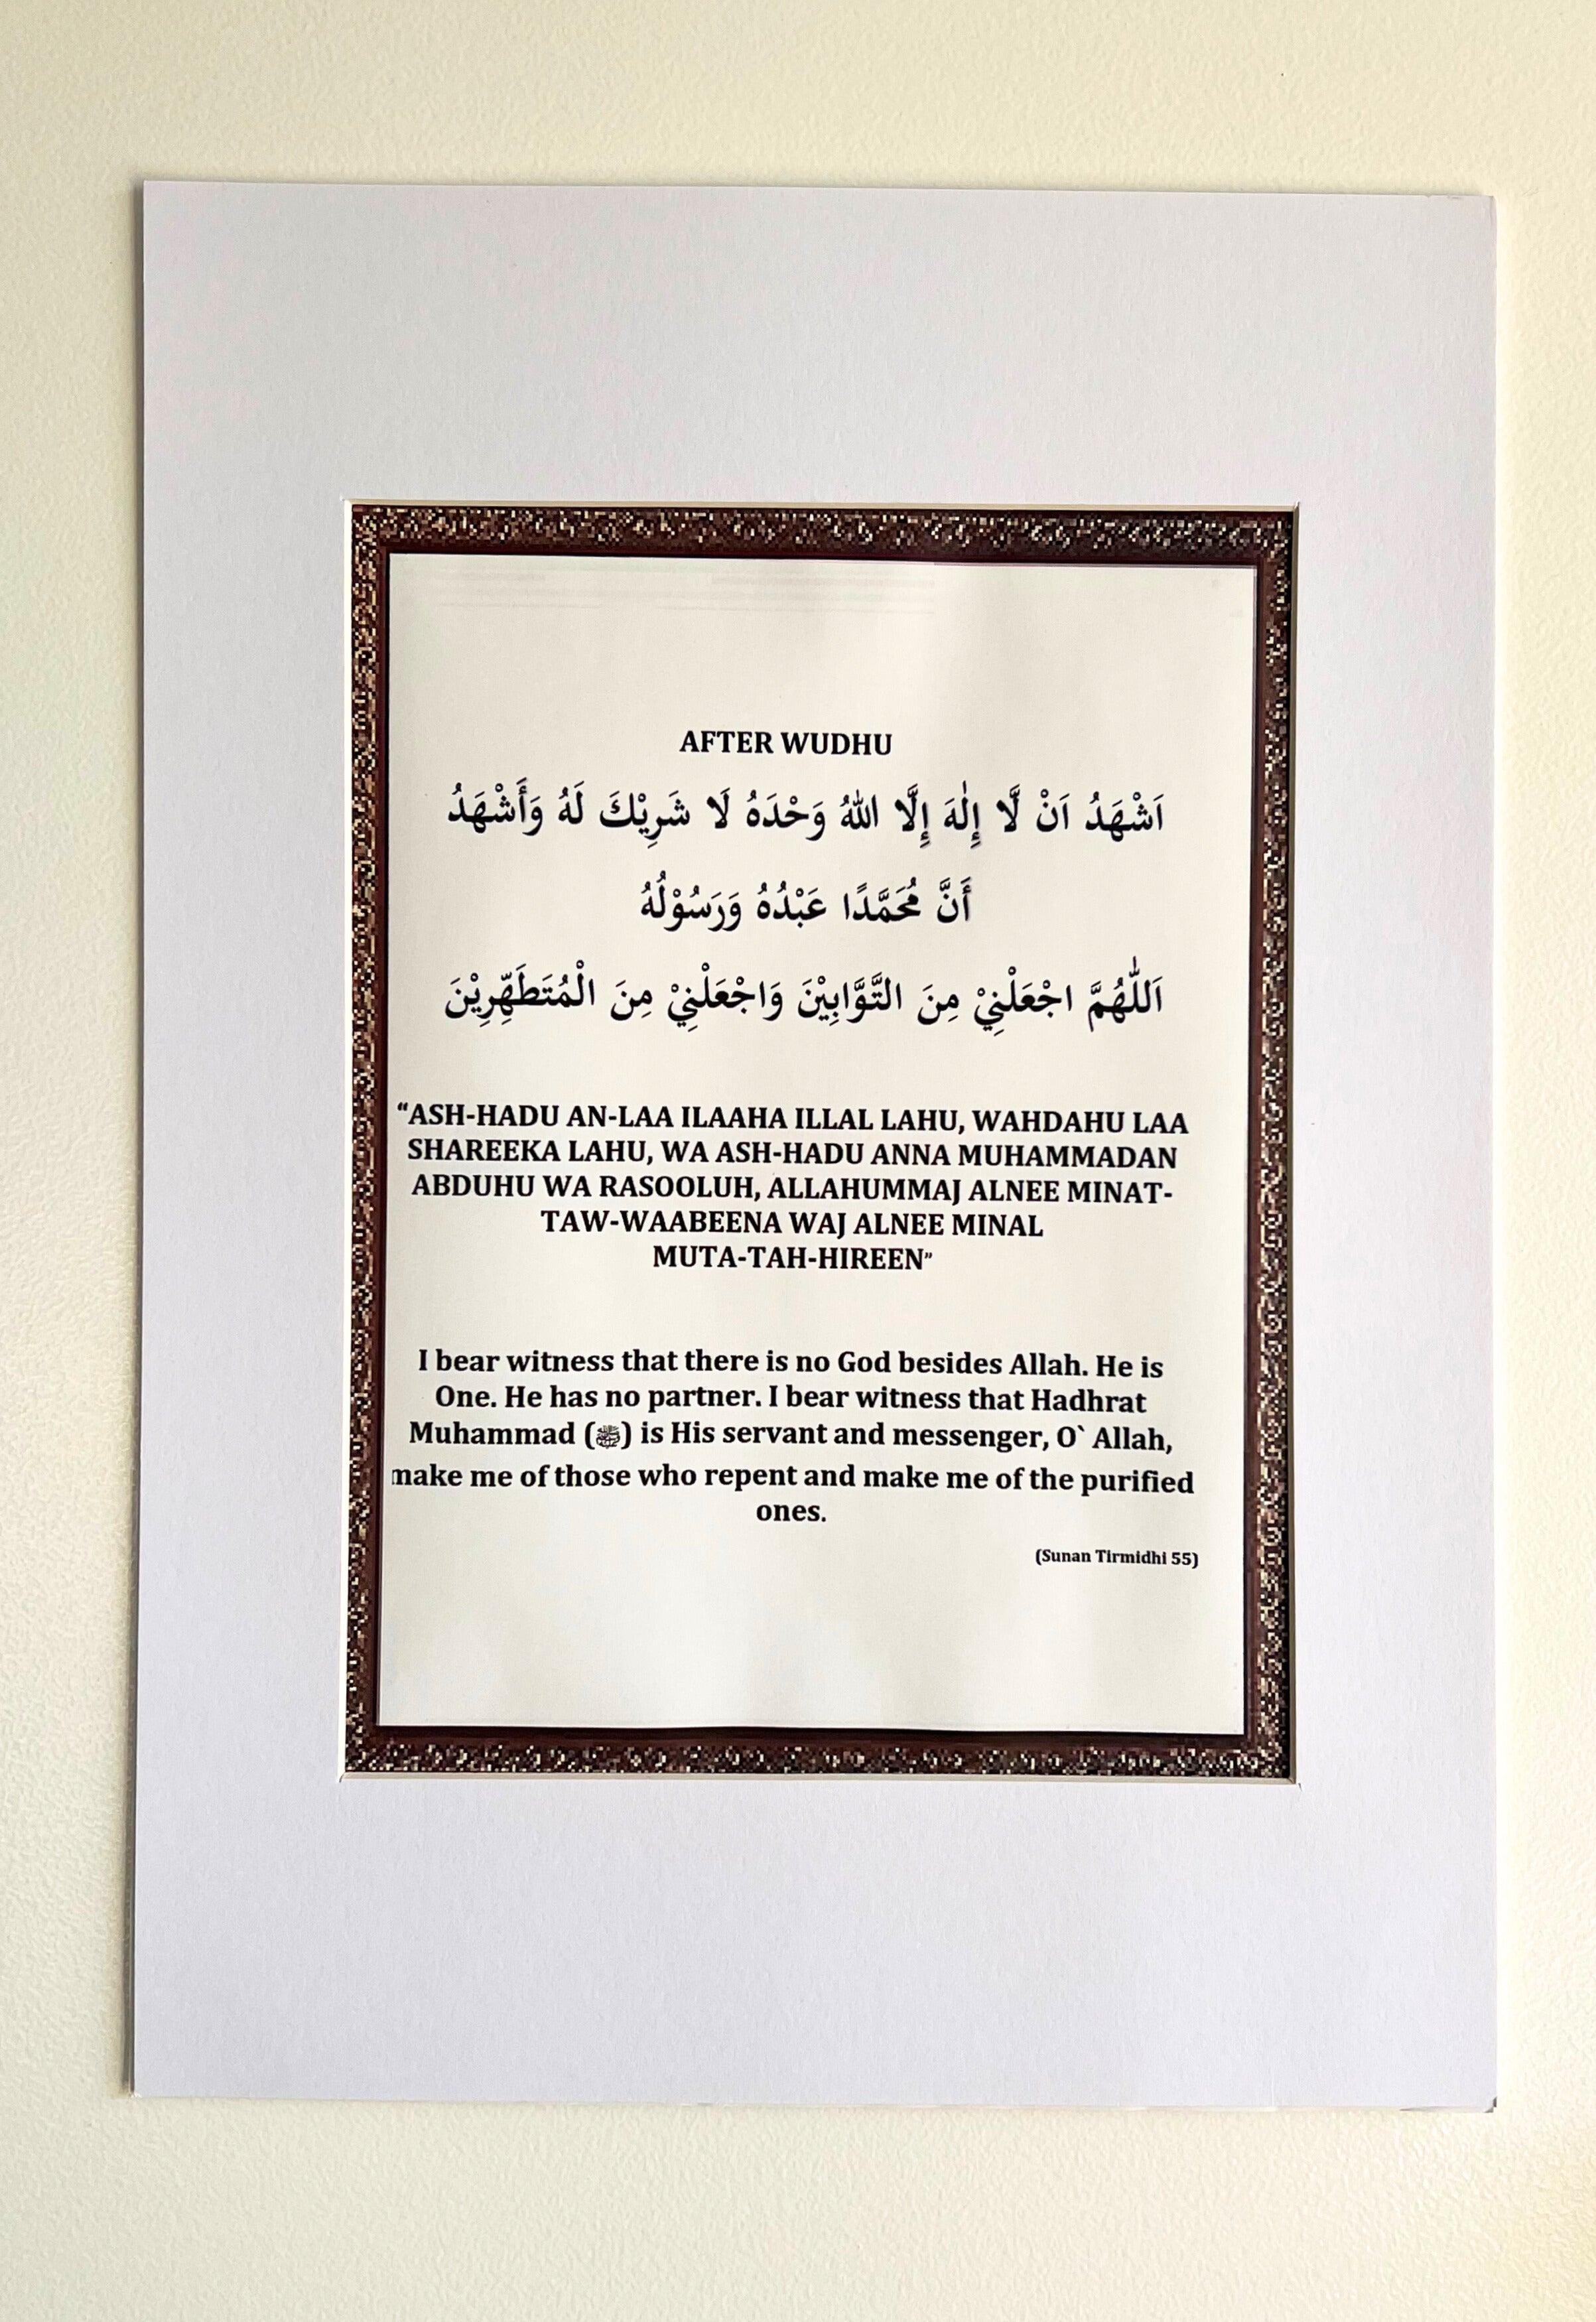 AFTER WUDHU
اَشْهَدُ اَنْ لَّا إِلٰهَ إِلَّا اللهُ وَحْدَهُ لَا شَرِيْكَ لَهُ وَأَشْهَدُ
أَنَّ مُحَمَّدًا عَبْدُهُ وَرَسُوْلُهُ
اَللّٰهُمَّ اجْعَلْنِيْ مِنَ التَّوَّابِيْنَ وَاجْعَلْنِيْ مِنَ الْمُتَطَهِّرِيْنَ
“ASH-HADU AN-LAA ILAAHA ILLAL LAHU, WAHDAHU LAA
SHAREEKA LAHU, WA ASH-HADU ANNA MUHAMMADAN
ABDUHU WA RASOOLUH, ALLAHUMMAJ ALNEE MINAT-
TAW-WAABEENA WAJ ALNEE MINAL
MUTA-TAH-HIREEN”
I bear witness that there is no God besides Allah. He is
One. He has no partner. I bear witness that Hadhrat
Muhammad (ﷺ) is His servant and messenger, O` Allah,
make me of those who repent and make me of the purified
ones.
(Sunan Tirmidhi 55)